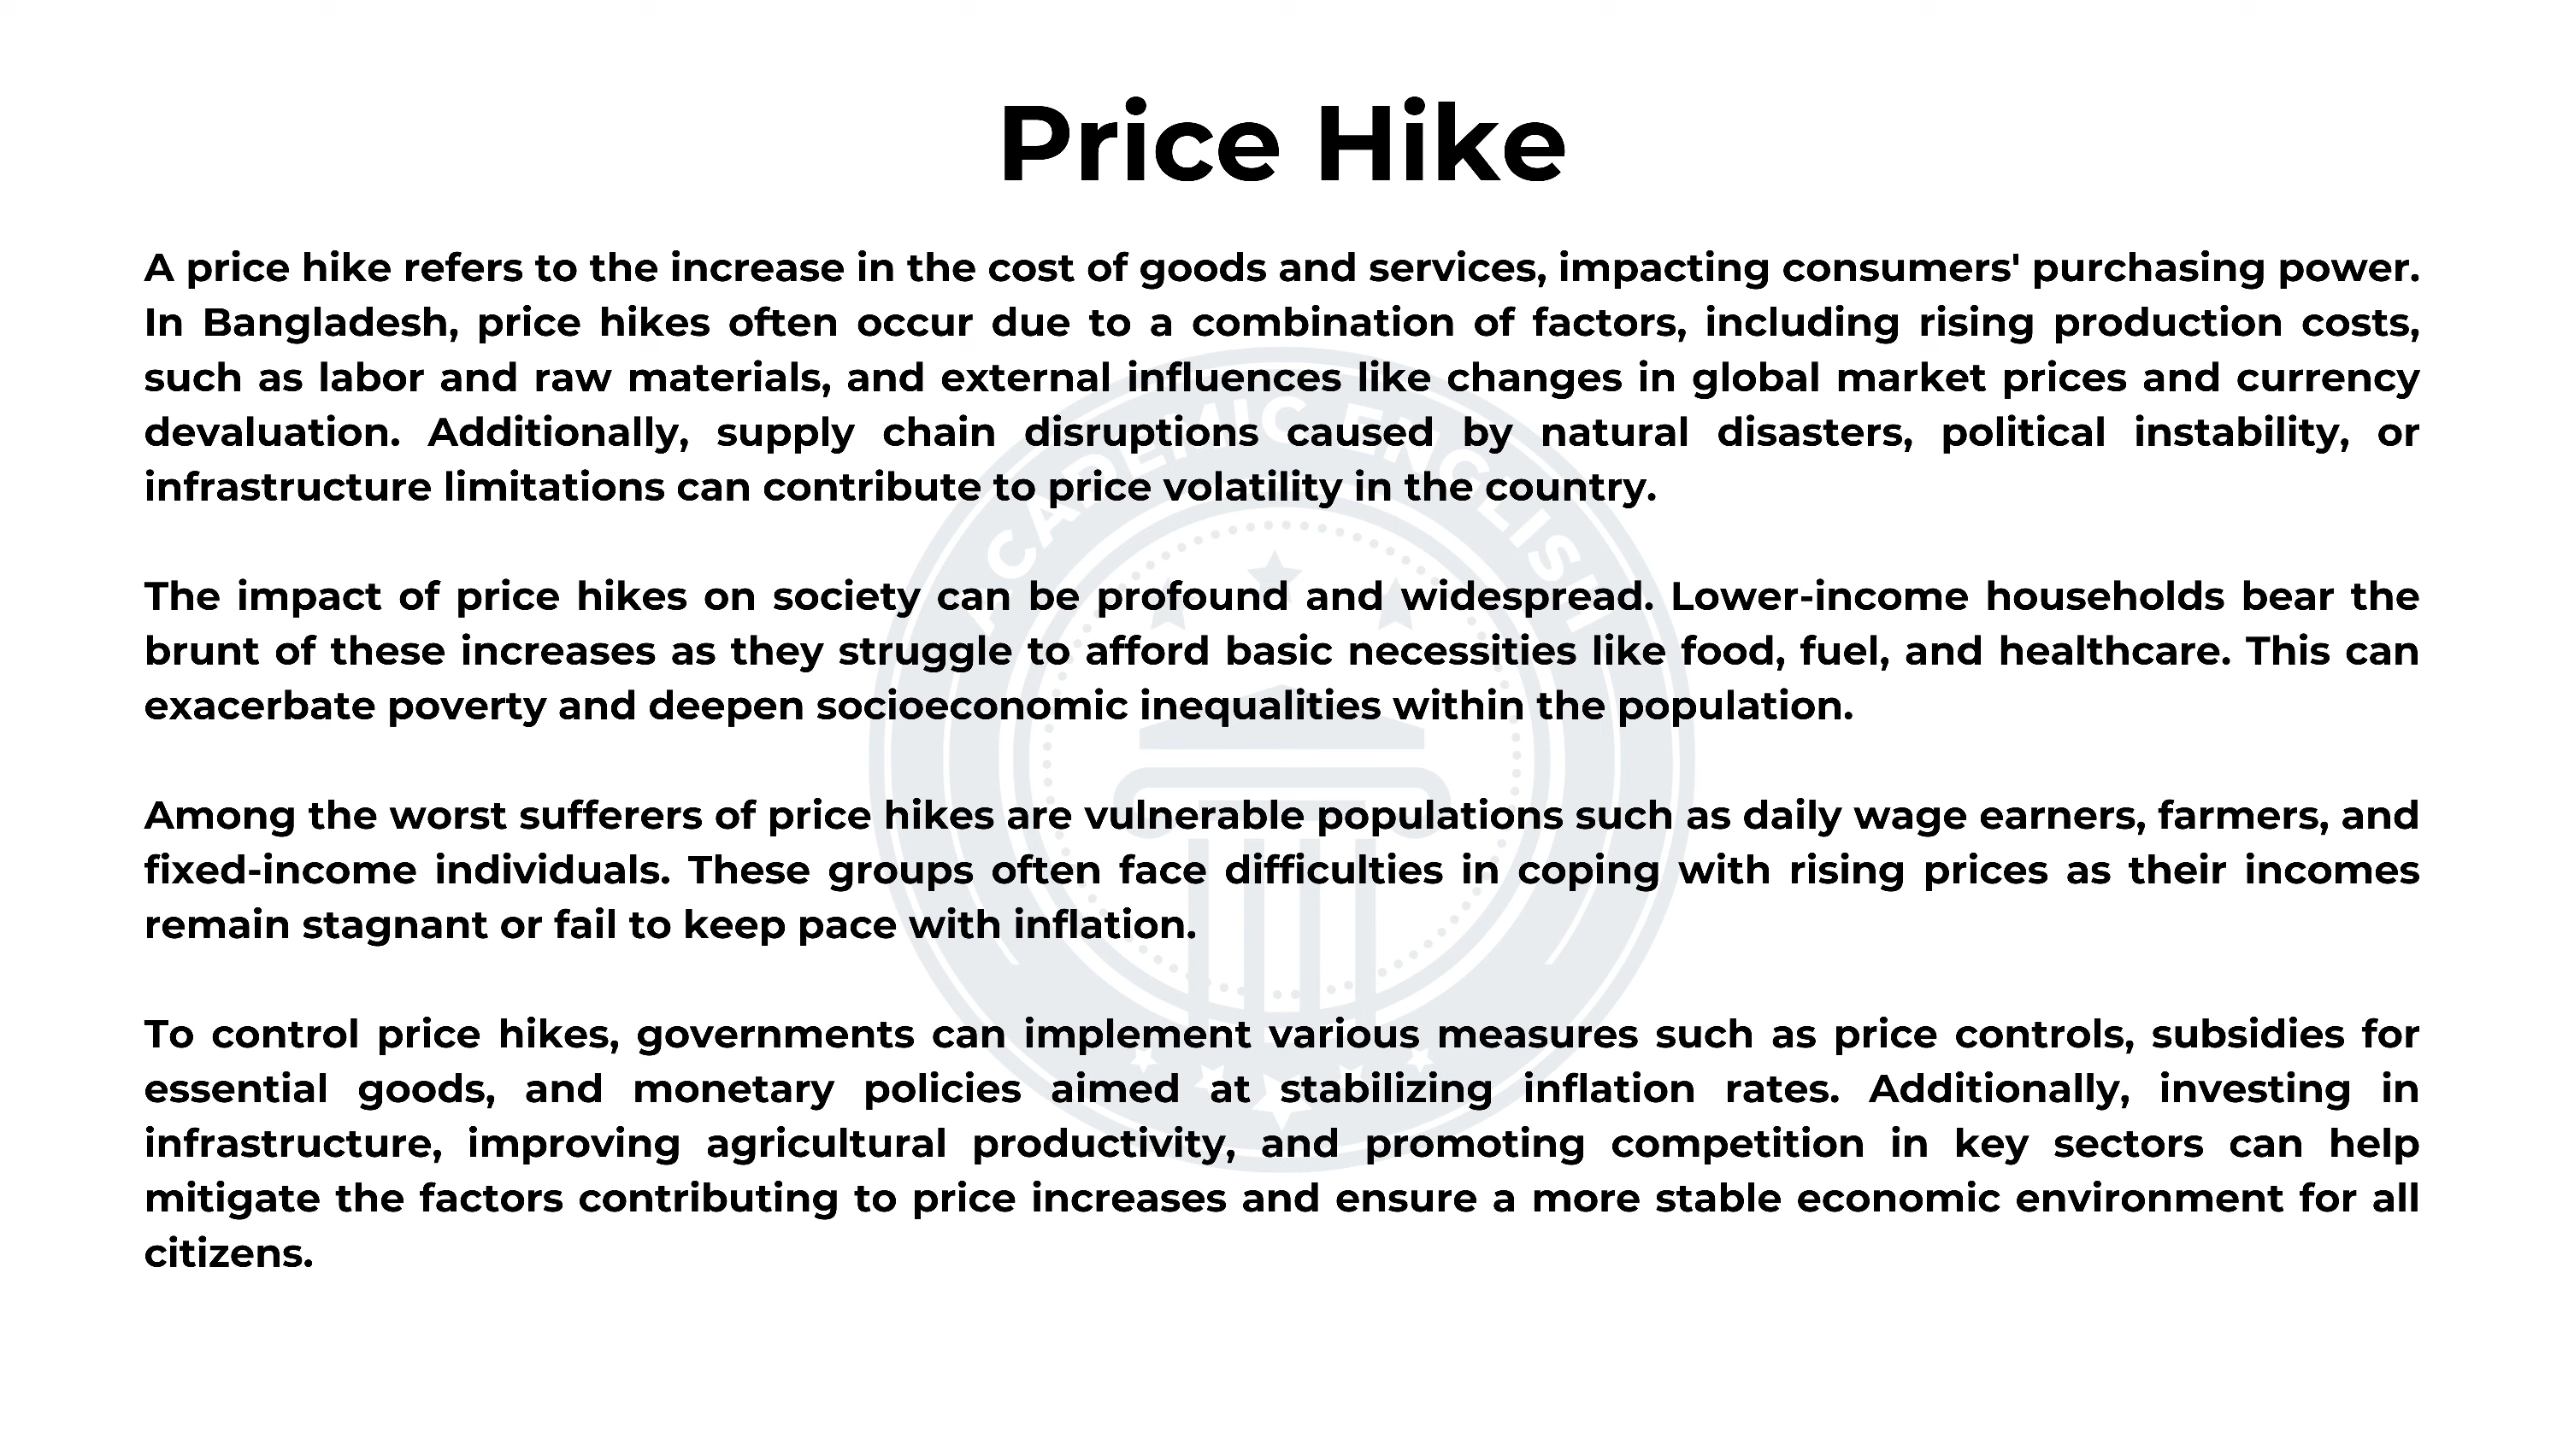 Price Hike
A price hike refers to the increase in the cost of goods and services, impacting consumers' purchasing power.
In Bangladesh, price hikes often occur due to a combination of factors, including rising production costs,
such as labor and raw materials, and external influences like changes in global market prices and currency
devaluation. Additionally, supply chain disruptions caused by natural disasters, political instability, or
infrastructure limitations can contribute to price volatility in the country.
The impact of price hikes on society can be profound and widespread. Lower-income households bear the
brunt of these increases as they struggle to afford basic necessities like food, fuel, and healthcare. This can
exacerbate poverty and deepen socioeconomic inequalities within the population.
Among the worst sufferers of price hikes are vulnerable populations such as daily wage earners, farmers, and
fixed-income individuals. These groups often face difficulties in coping with rising prices as their incomes
remain stagnant or fail to keep pace with inflation.
To control price hikes, governments can implement various measures such as price controls, subsidies for
essential goods, and monetary policies aimed at stabilizing inflation rates. Additionally, investing in
infrastructure, improving agricultural productivity, and promoting competition in key sectors can help
mitigate the factors contributing to price increases and ensure a more stable economic environment for all
citizens.
ACADEMIC ENGLISH